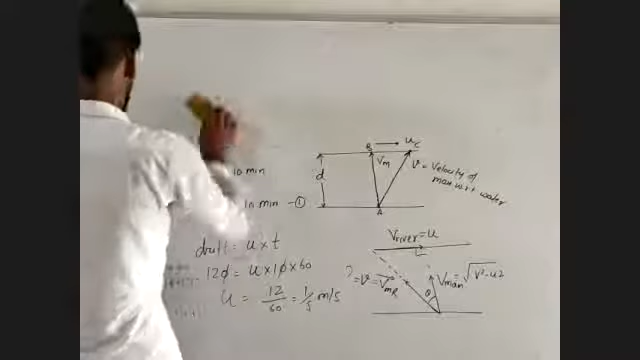 10 min
10 min - ①
drift = u × t
120 = u × 10 × 60
u = 12/60 = 1/5 m/s
B
u C
Vm
d
A
v = velocity of
man w.r.t water
Vriver = u
? = v = VmR
θ
Vman = √v²-u²